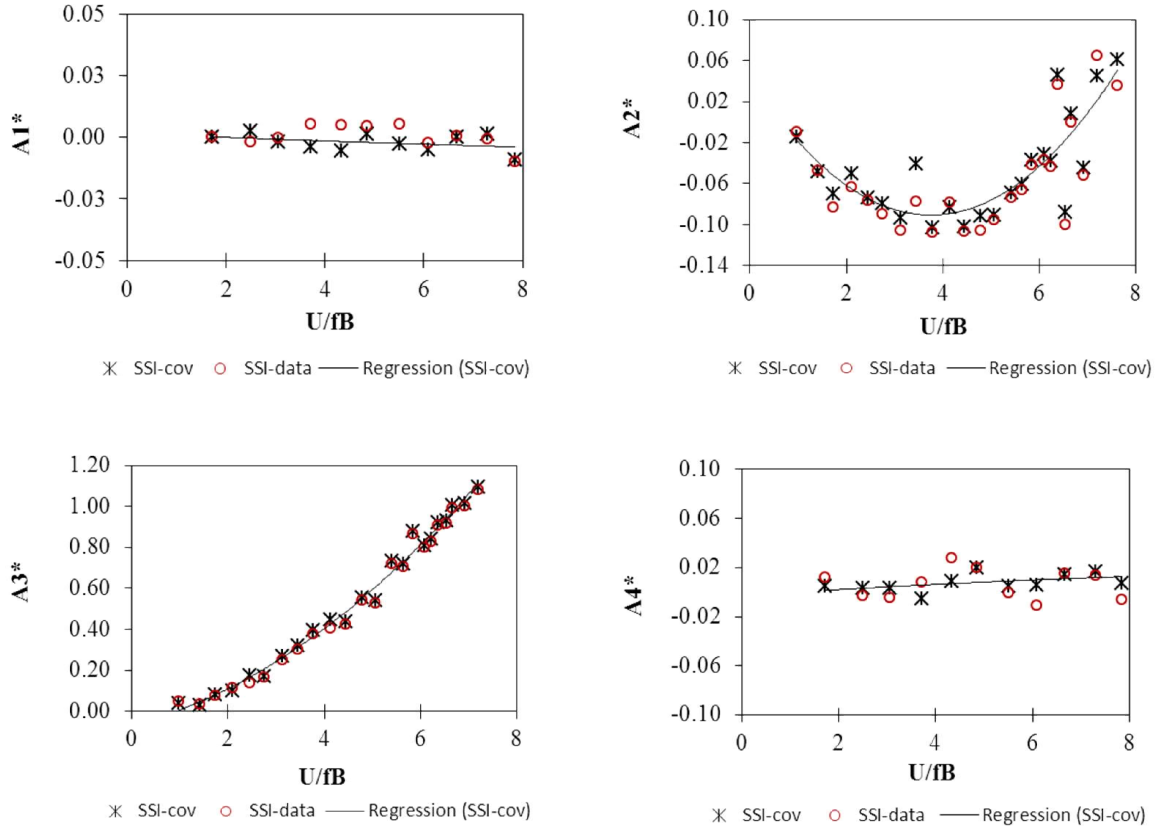 A1*
0.05
0.03
0.00
-0.03
-0.05
0 2 4 6 8
U/fB
SSI-cov SSI-data Regression (SSI-cov)
A2*
0.10
0.06
0.02
-0.02
-0.06
-0.10
-0.14
0 2 4 6 8
U/fB
SSI-cov SSI-data Regression (SSI-cov)
A3*
1.20
1.00
0.80
0.60
0.40
0.20
0.00
0 2 4 6 8
U/fB
SSI-cov SSI-data Regression (SSI-cov)
A4*
0.10
0.06
0.02
-0.02
-0.06
-0.10
0 2 4 6 8
U/fB
SSI-cov SSI-data Regression (SSI-cov)